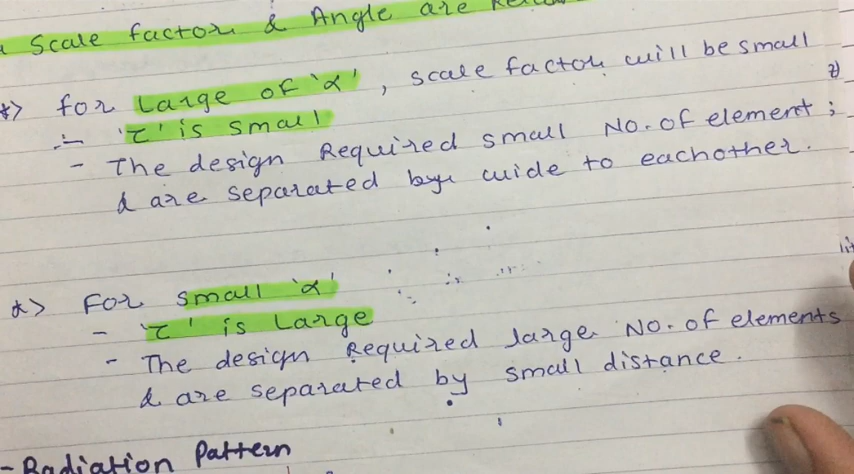 Scale factor & Angle are
*> for Large of 'α', scale factor will be small
∴ 'τ' is small
- The design Required small No. of element;
& are separated by wide to eachother.
*> For small 'α'
- 'τ' is Large
- The design Required large No. of elements
& are separated by small distance.
- Radiation Pattern